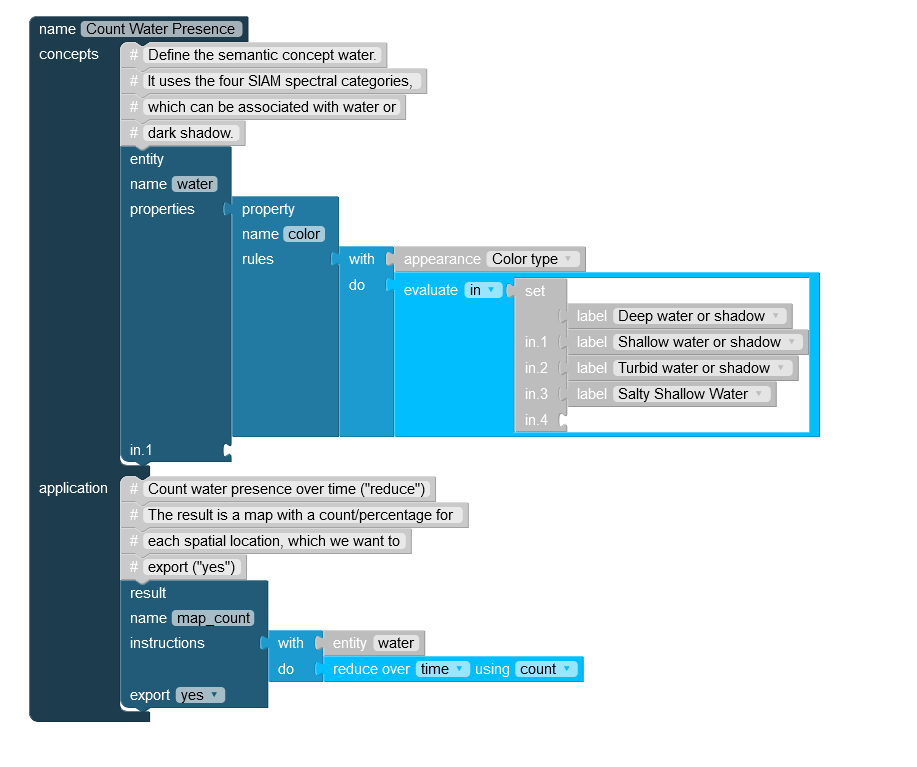 name Count Water Presence
concepts # Define the semantic concept water.
# It uses the four SIAM spectral categories,
# which can be associated with water or
# dark shadow.
entity
name water
properties property
name color
rules with appearance Color type
do evaluate in set
label Deep water or shadow
in.1 label Shallow water or shadow
in.2 label Turbid water or shadow
in.3 label Salty Shallow Water
in.4
in.1
application # Count water presence over time ("reduce")
# The result is a map with a count/percentage for
# each spatial location, which we want to
# export ("yes")
result
name map_count
instructions with entity water
do reduce over time using count
export yes